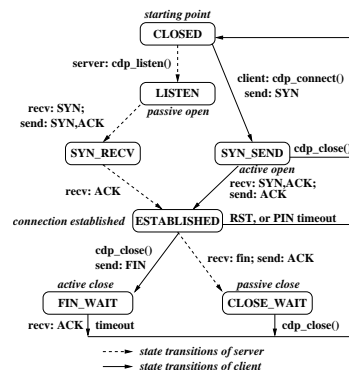 starting point
CLOSED
server: cdp_listen()
client: cdp_connect()
send: SYN
LISTEN
passive open
recv: SYN;
send: SYN,ACK
SYN_RECV
SYN_SEND
cdp_close()
active open
recv: ACK
recv: SYN,ACK;
send: ACK
connection established
ESTABLISHED
RST, or PIN timeout
cdp_close()
send: FIN
recv: fin; send: ACK
active close
passive close
FIN_WAIT
CLOSE_WAIT
recv: ACK
timeout
cdp_close()
state transitions of server
state transitions of client